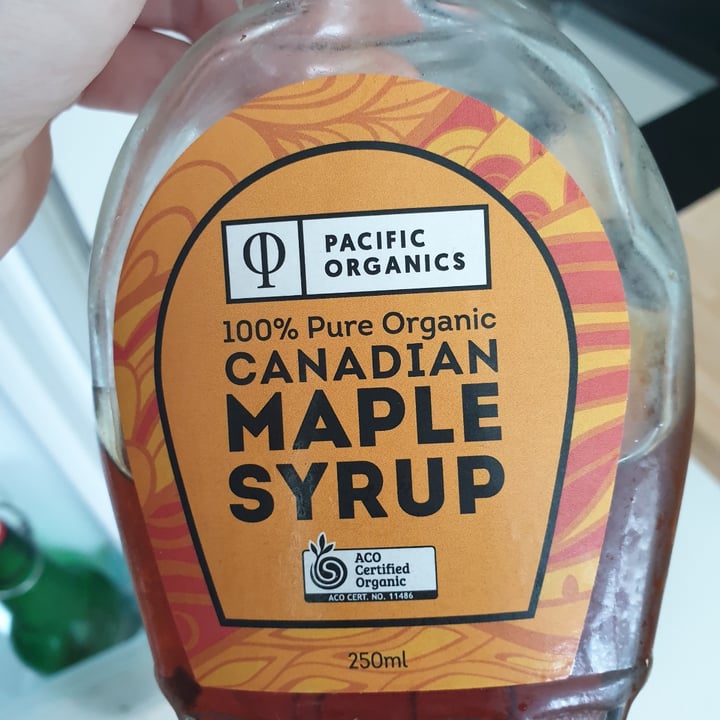 PACIFIC
ORGANICS
100% Pure Organic
CANADIAN
MAPLE
SYRUP
ACO
Certified
Organic
ACO CERT. NO. 11486
250ml